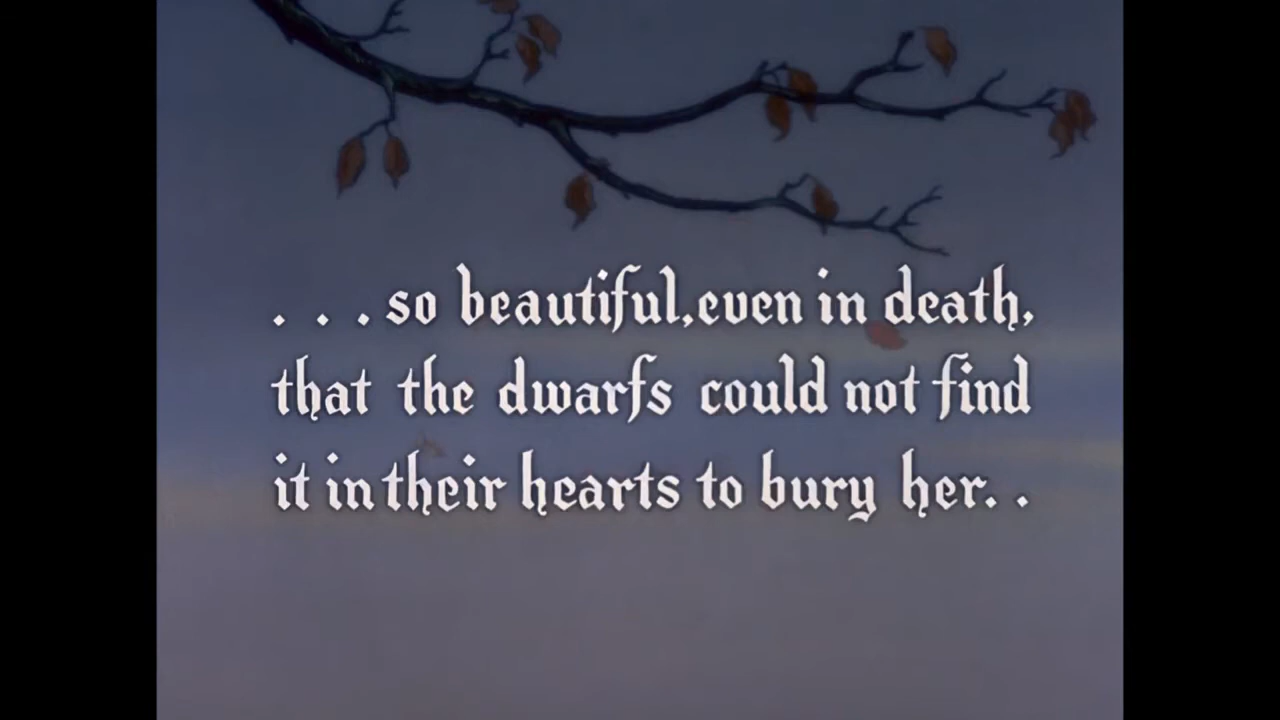 . . . so beautiful, even in death,
that the dwarfs could not find
it in their hearts to bury her. .